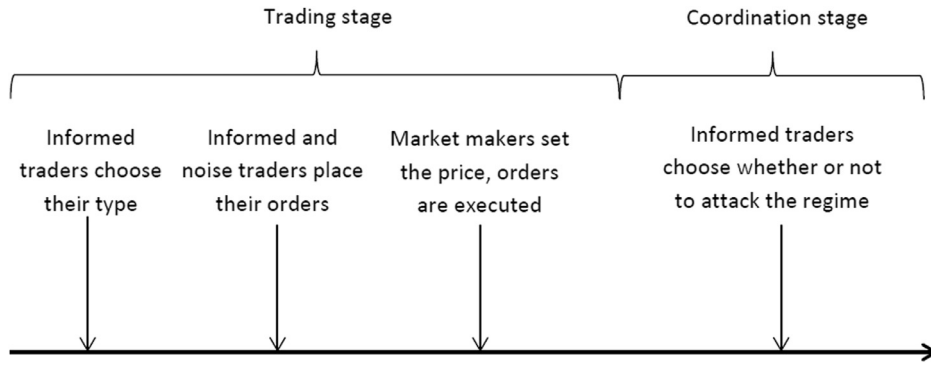 Trading stage
Coordination stage
Informed
traders choose
their type
Informed and
noise traders place
their orders
Market makers set
the price, orders
are executed
Informed traders
choose whether or not
to attack the regime